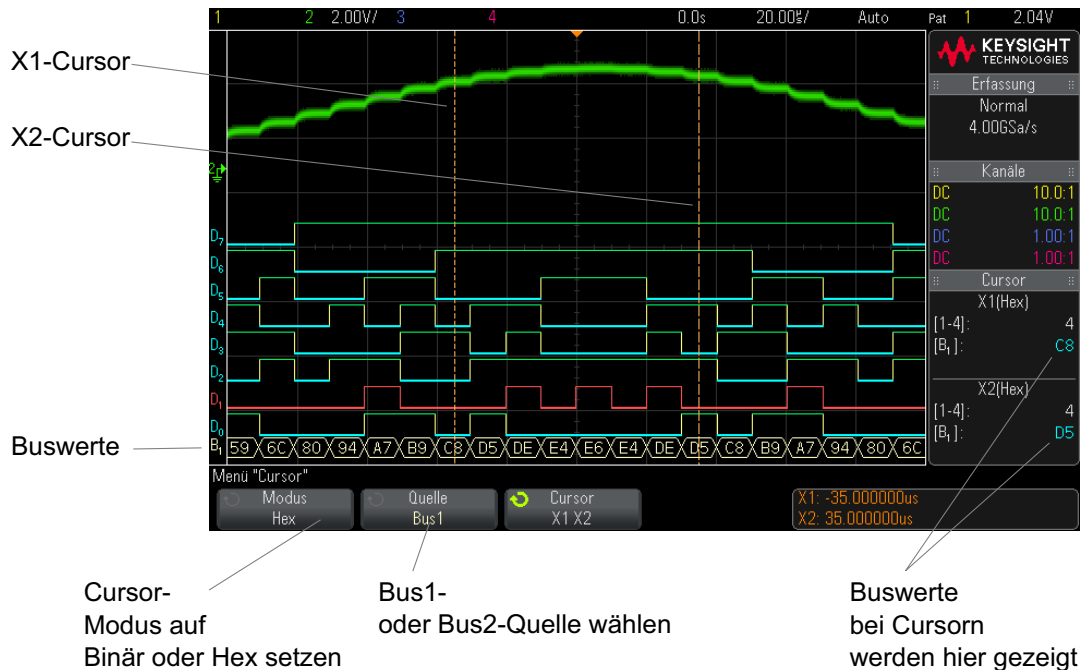 1 2 2.00V/ 3 4 0.0s 20.00µ/ Auto Pat 1 2.04V
X1-Cursor
X2-Cursor
KEYSIGHT
TECHNOLOGIES
Erfassung
Normal
4.00GSa/s
Kanäle
DC 10.0:1
DC 10.0:1
DC 1.00:1
DC 1.00:1
Cursor
X1(Hex)
[1-4]: 4
[B1]: C8
X2(Hex)
[1-4]: 4
[B1]: D5
2
D7
D6
D5
D4
D3
D2
D1
D0
Buswerte
B1 59 6C 80 94 A7 B9 C8 D5 DE E4 E6 E4 DE D5 C8 B9 A7 94 80 6C
Menü "Cursor"
Modus
Hex
Quelle
Bus1
Cursor
X1 X2
X1: -35.000000us
X2: 35.000000us
Cursor-
Modus auf
Binär oder Hex setzen
Bus1-
oder Bus2-Quelle wählen
Buswerte
bei Cursorn
werden hier gezeigt